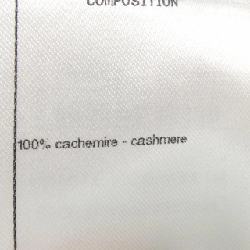 COMPOSITION
100% cachemire - cashmere